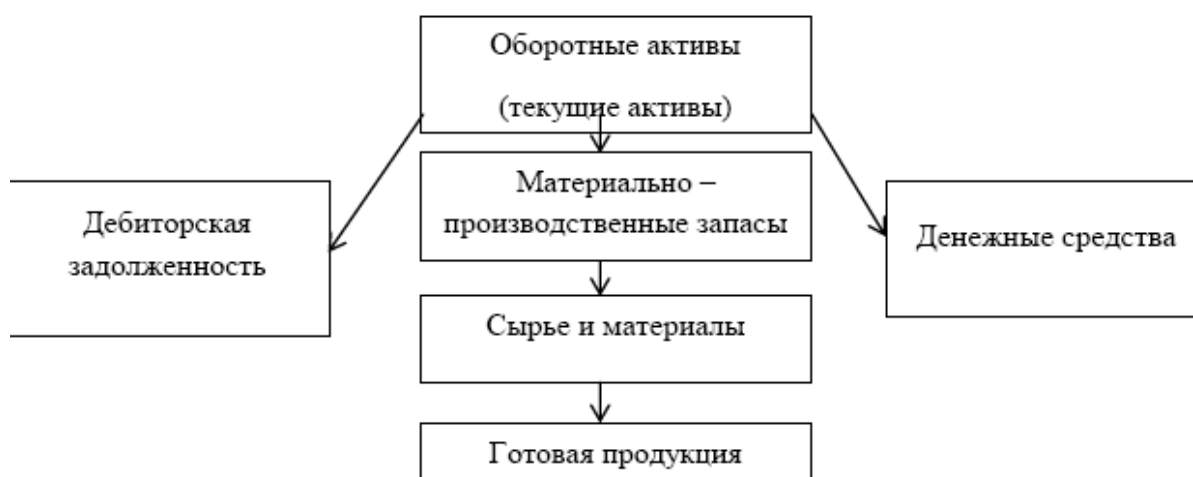 Оборотные активы
(текущие активы)
Дебиторская
задолженность
Материально –
производственные запасы
Денежные средства
Сырье и материалы
Готовая продукция